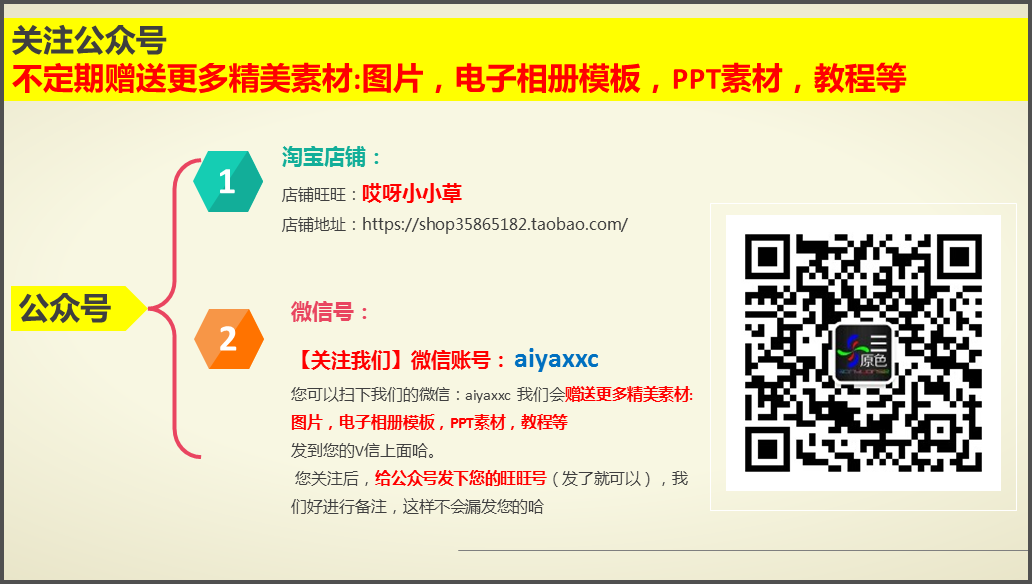 关注公众号
不定期赠送更多精美素材:图片，电子相册模板，PPT素材，教程等
1
淘宝店铺：
店铺旺旺：哎呀小小草
店铺地址：https://shop35865182.taobao.com/
公众号
2
微信号：
【关注我们】微信账号：aiyaxxc
您可以扫下我们的微信：aiyaxxc 我们会赠送更多精美素材:
图片，电子相册模板，PPT素材，教程等
发到您的V信上面哈。
您关注后，给公众号发下您的旺旺号（发了就可以），我
们好进行备注，这样不会漏发您的哈
三
原色